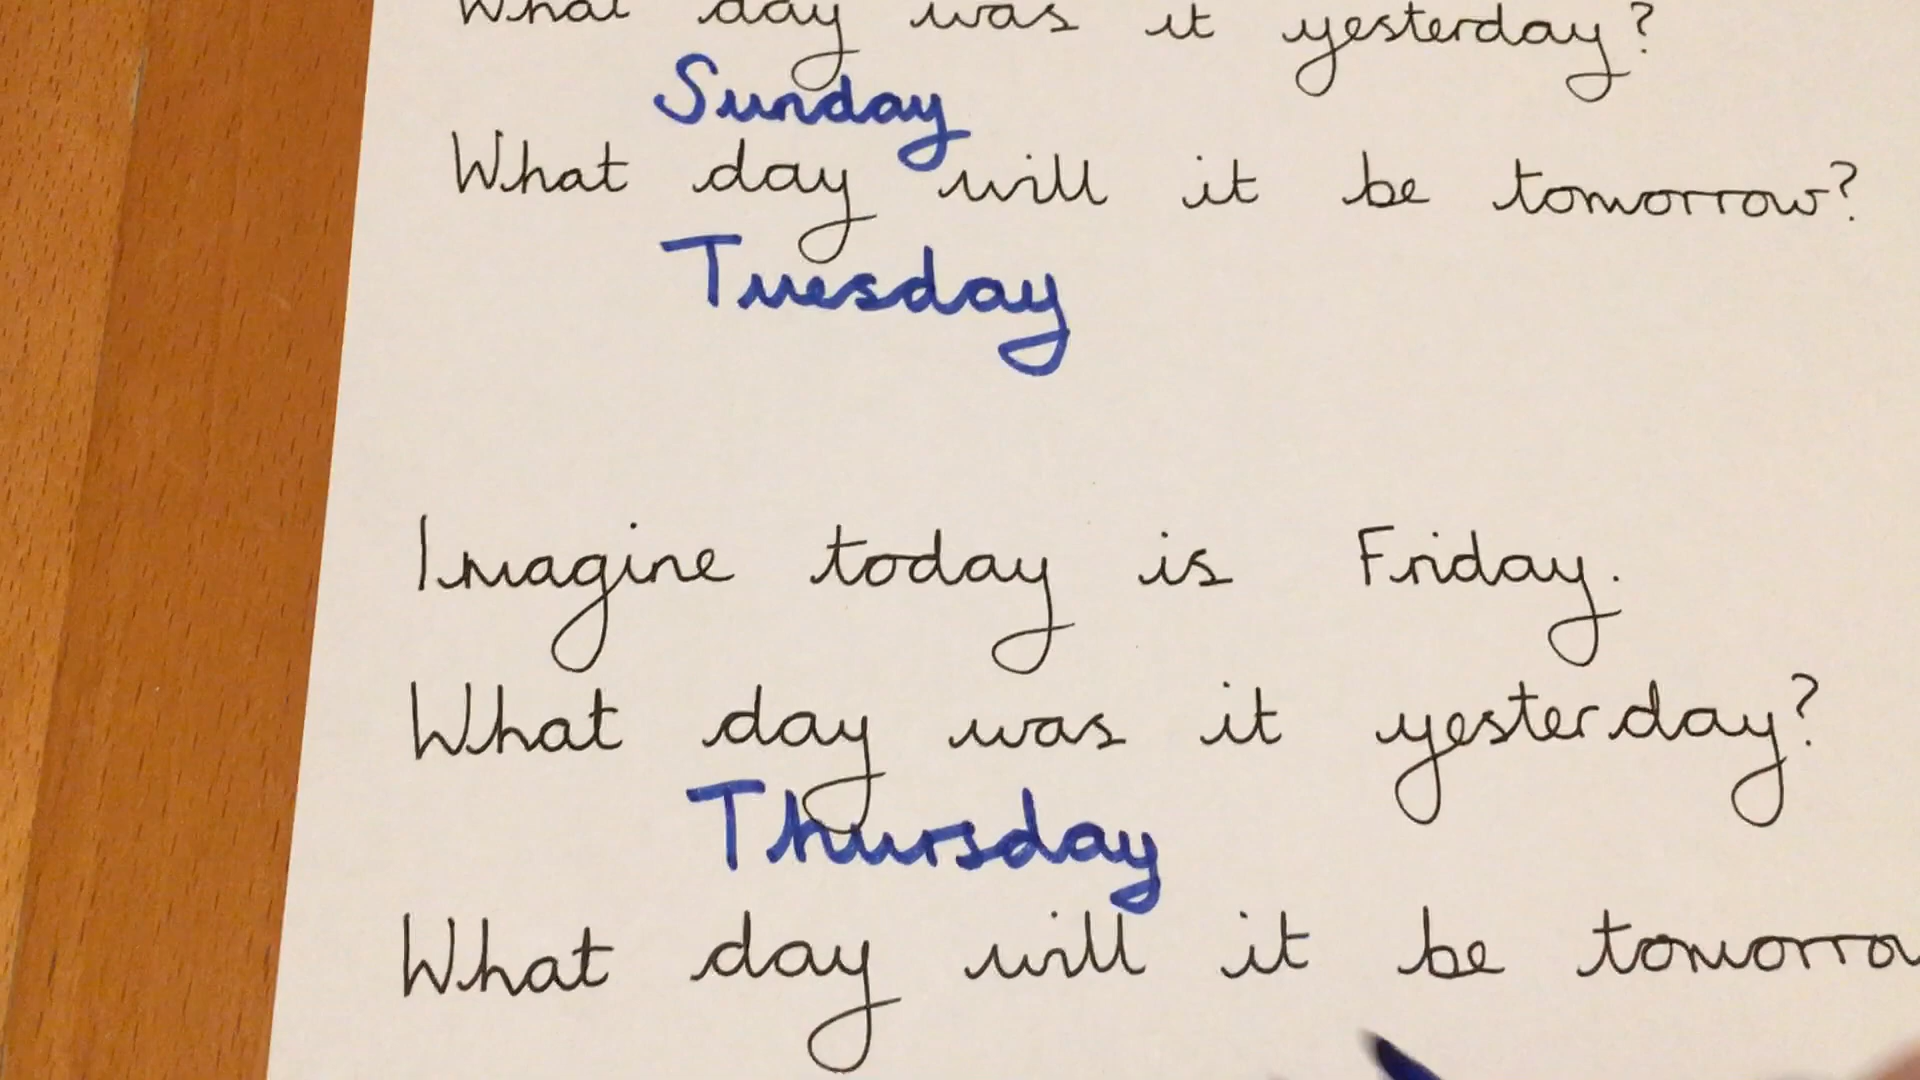 What day was it yesterday?
Sunday
What day will it be tomorrow?
Tuesday
Imagine today is Friday.
What day was it yesterday?
Thursday
What day will it be tomorro